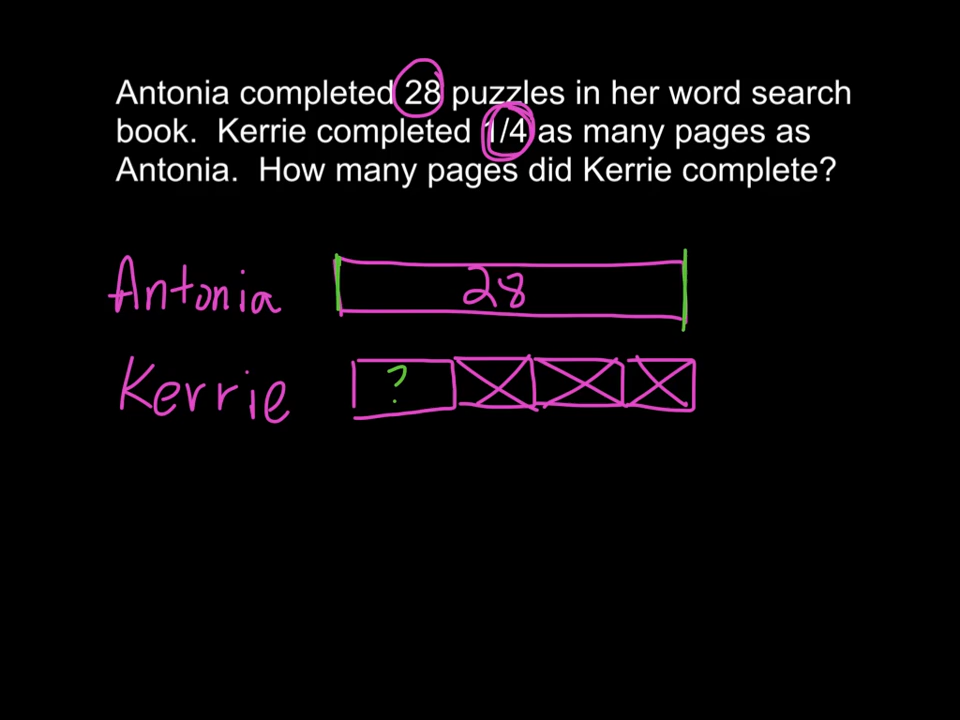 Antonia completed 28 puzzles in her word search
book. Kerrie completed 1/4 as many pages as
Antonia. How many pages did Kerrie complete?
Antonia 28
Kerrie ?